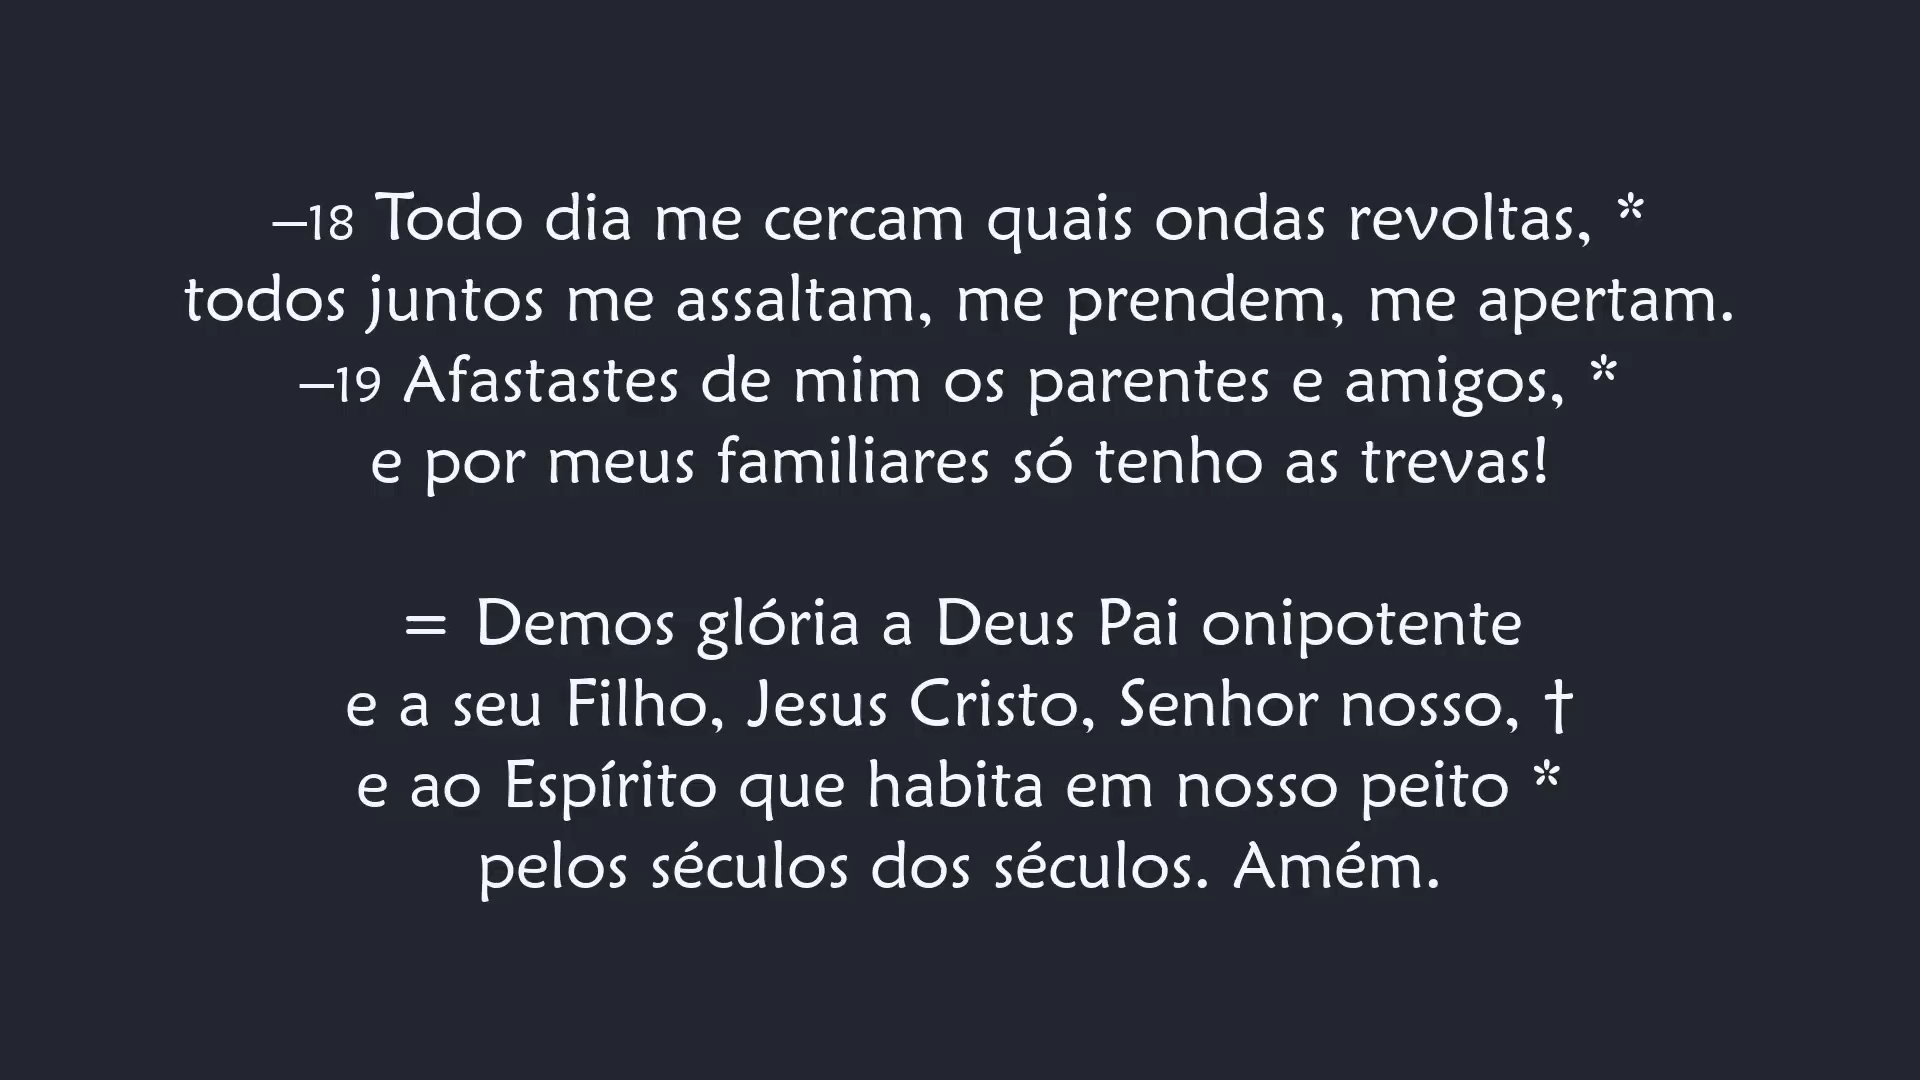 –18 Todo dia me cercam quais ondas revoltas, *
todos juntos me assaltam, me prendem, me apertam.
–19 Afastastes de mim os parentes e amigos, *
e por meus familiares só tenho as trevas!
= Demos glória a Deus Pai onipotente
e a seu Filho, Jesus Cristo, Senhor nosso, †
e ao Espírito que habita em nosso peito *
pelos séculos dos séculos. Amém.